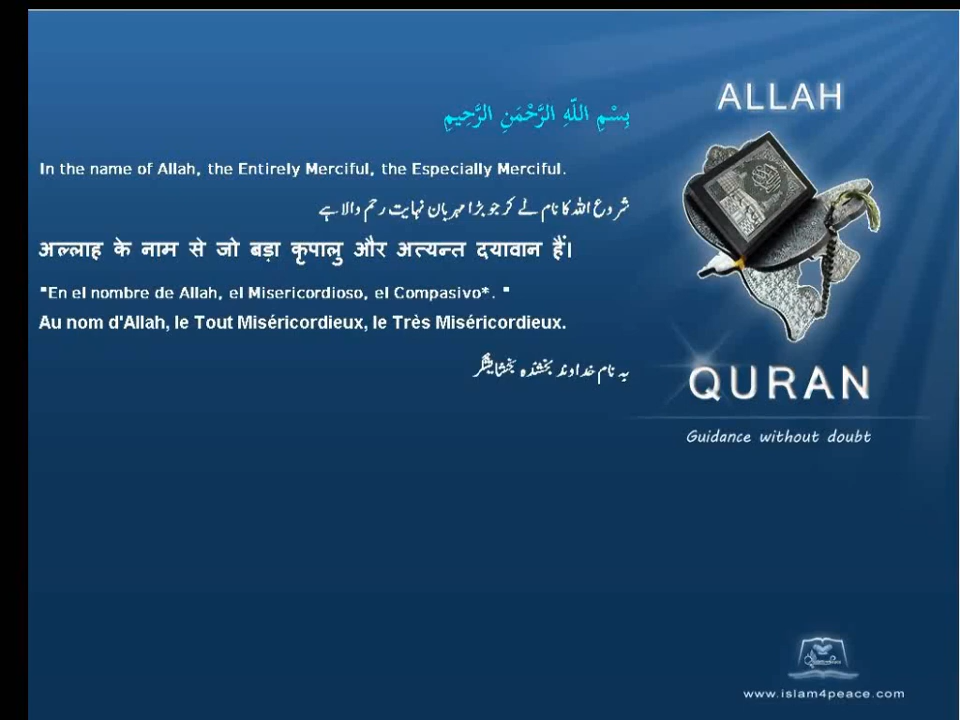 بِسْمِ اللَّهِ الرَّحْمَنِ الرَّحِيمِ
In the name of Allah, the Entirely Merciful, the Especially Merciful.
شروع الله کا نام لے کر جو بڑا مہربان نہایت رحم والا ہے
अल्लाह के नाम से जो बड़ा कृपालु और अत्यन्त दयावान हैं।
"En el nombre de Allah, el Misericordioso, el Compasivo*. "
Au nom d'Allah, le Tout Miséricordieux, le Très Miséricordieux.
به نام خداوند بخشنده بخشایشگر
ALLAH
QURAN
Guidance without doubt
www.islam4peace.com